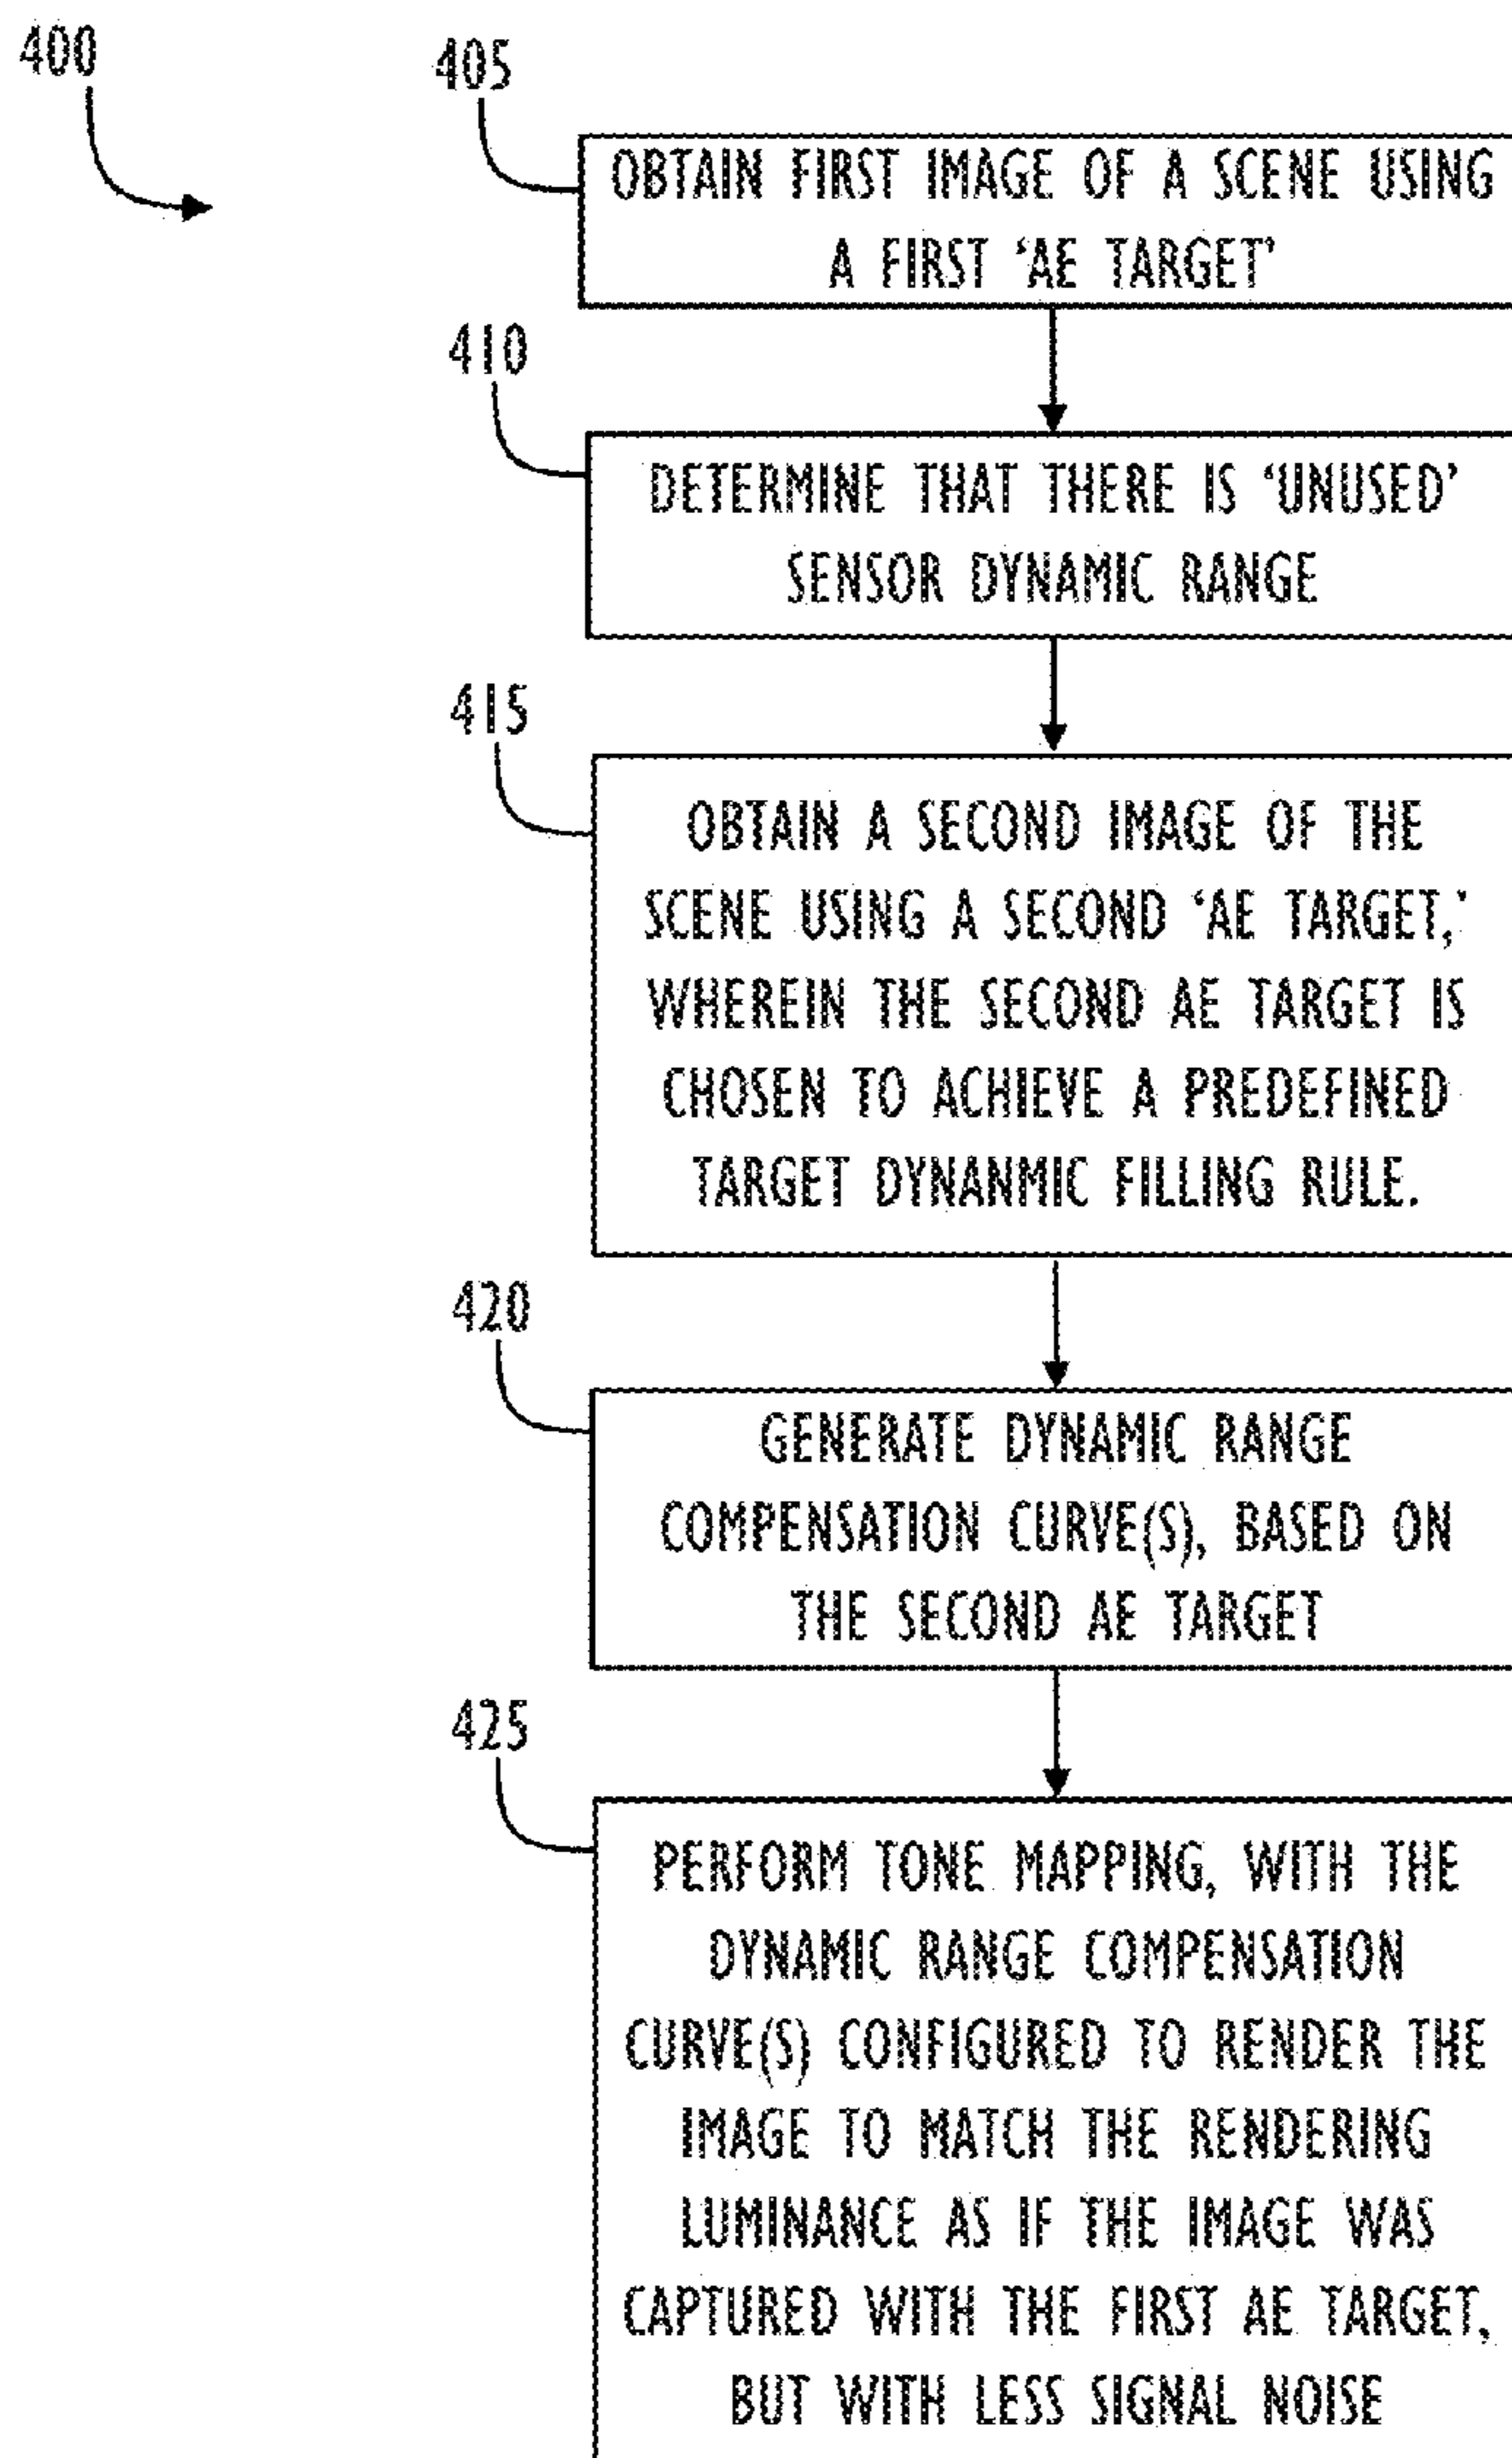 400
405
OBTAIN FIRST IMAGE OF A SCENE USING
A FIRST ‘AE TARGET’
410
DETERMINE THAT THERE IS ‘UNUSED’
SENSOR DYNAMIC RANGE
415
OBTAIN A SECOND IMAGE OF THE
SCENE USING A SECOND ‘AE TARGET,’
WHEREIN THE SECOND AE TARGET IS
CHOSEN TO ACHIEVE A PREDEFINED
TARGET DYNANMIC FILLING RULE.
420
GENERATE DYNAMIC RANGE
COMPENSATION CURVE(S), BASED ON
THE SECOND AE TARGET
425
PERFORM TONE MAPPING, WITH THE
DYNAMIC RANGE COMPENSATION
CURVE(S) CONFIGURED TO RENDER THE
IMAGE TO MATCH THE RENDERING
LUMINANCE AS IF THE IMAGE WAS
CAPTURED WITH THE FIRST AE TARGET,
BUT WITH LESS SIGNAL NOISE